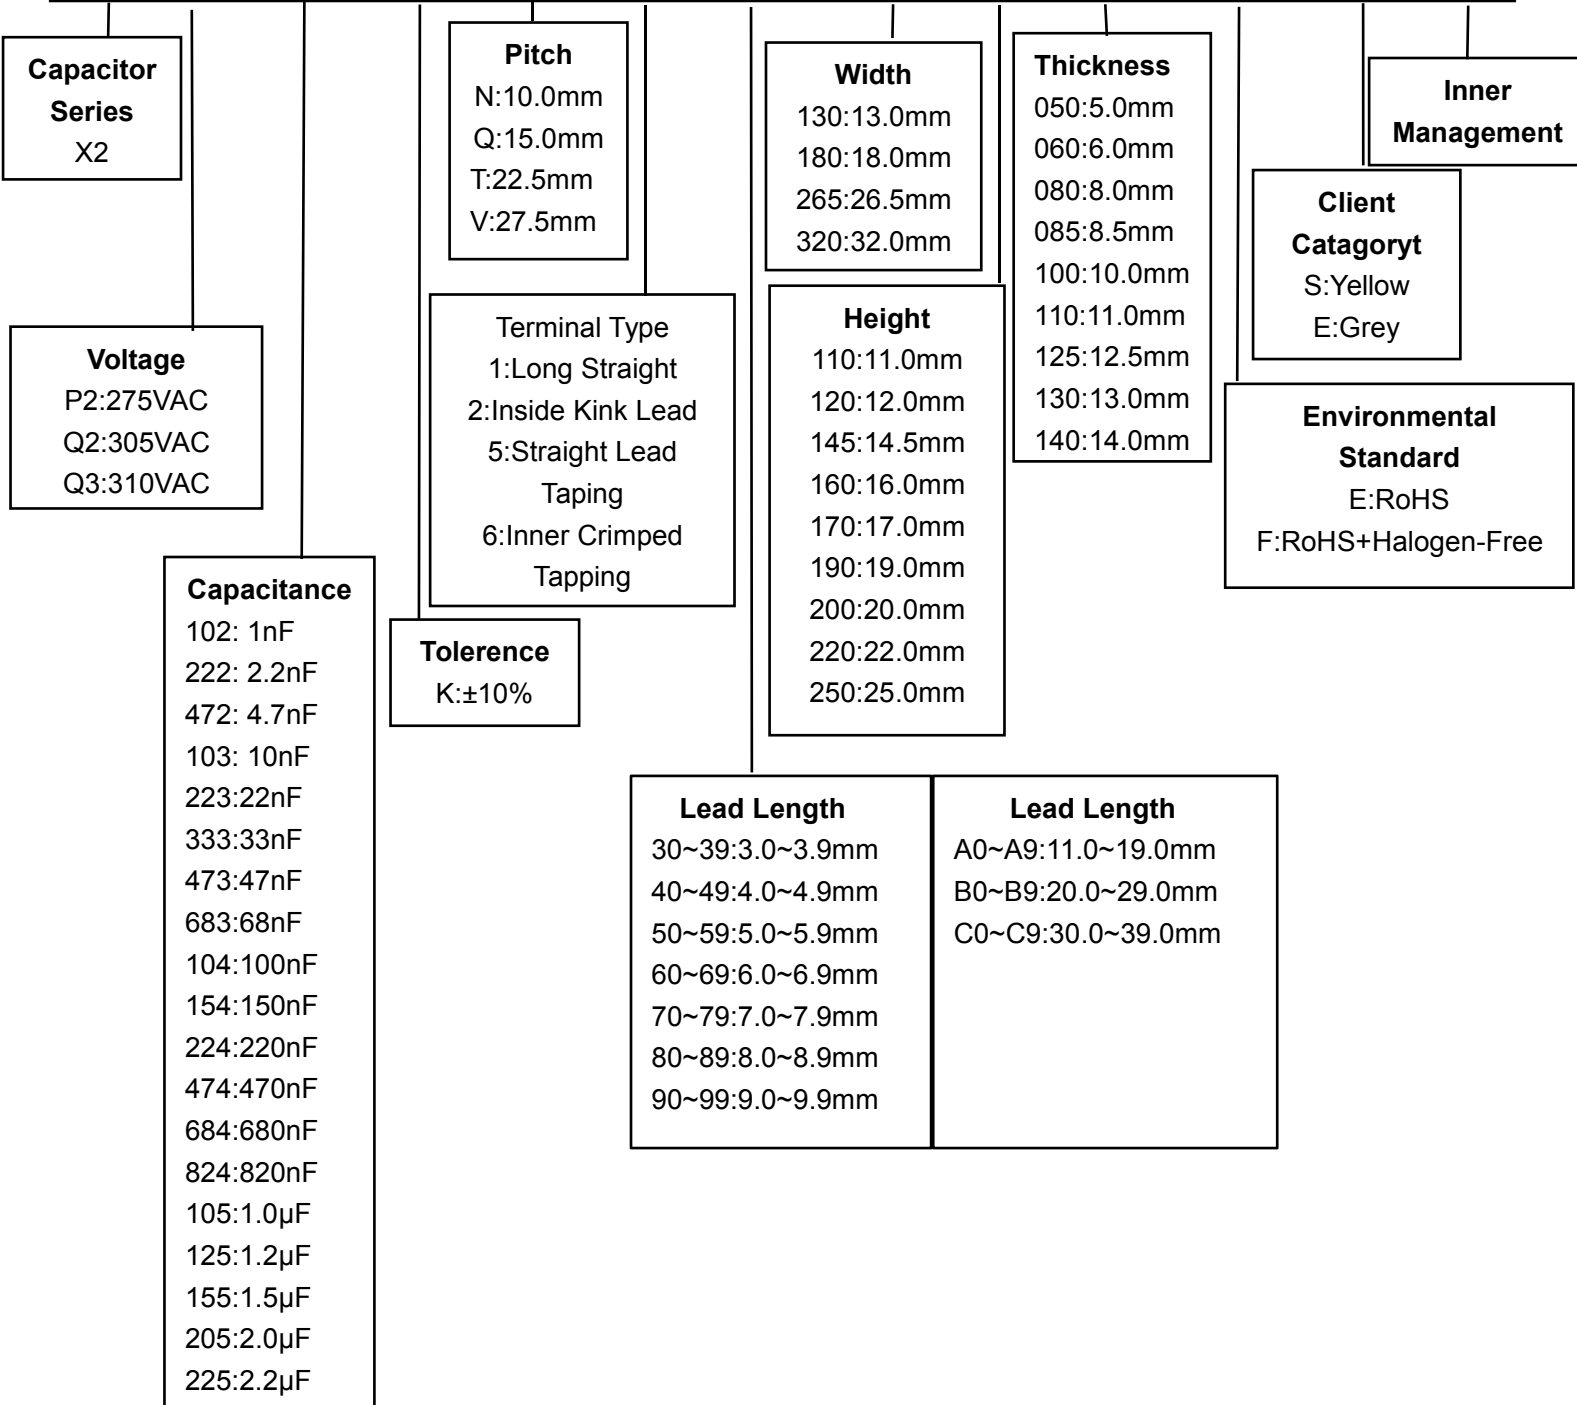 Capacitor
Series
X2
Voltage
P2:275VAC
Q2:305VAC
Q3:310VAC
Capacitance
102: 1nF
222: 2.2nF
472: 4.7nF
103: 10nF
223:22nF
333:33nF
473:47nF
683:68nF
104:100nF
154:150nF
224:220nF
474:470nF
684:680nF
824:820nF
105:1.0μF
125:1.2μF
155:1.5μF
205:2.0μF
225:2.2μF
Tolerence
K:±10%
Pitch
N:10.0mm
Q:15.0mm
T:22.5mm
V:27.5mm
Terminal Type
1:Long Straight
2:Inside Kink Lead
5:Straight Lead
Taping
6:Inner Crimped
Tapping
Lead Length
30~39:3.0~3.9mm
40~49:4.0~4.9mm
50~59:5.0~5.9mm
60~69:6.0~6.9mm
70~79:7.0~7.9mm
80~89:8.0~8.9mm
90~99:9.0~9.9mm
Lead Length
A0~A9:11.0~19.0mm
B0~B9:20.0~29.0mm
C0~C9:30.0~39.0mm
Width
130:13.0mm
180:18.0mm
265:26.5mm
320:32.0mm
Height
110:11.0mm
120:12.0mm
145:14.5mm
160:16.0mm
170:17.0mm
190:19.0mm
200:20.0mm
220:22.0mm
250:25.0mm
Thickness
050:5.0mm
060:6.0mm
080:8.0mm
085:8.5mm
100:10.0mm
110:11.0mm
125:12.5mm
130:13.0mm
140:14.0mm
Environmental
Standard
E:RoHS
F:RoHS+Halogen-Free
Client
Catagoryt
S:Yellow
E:Grey
Inner
Management